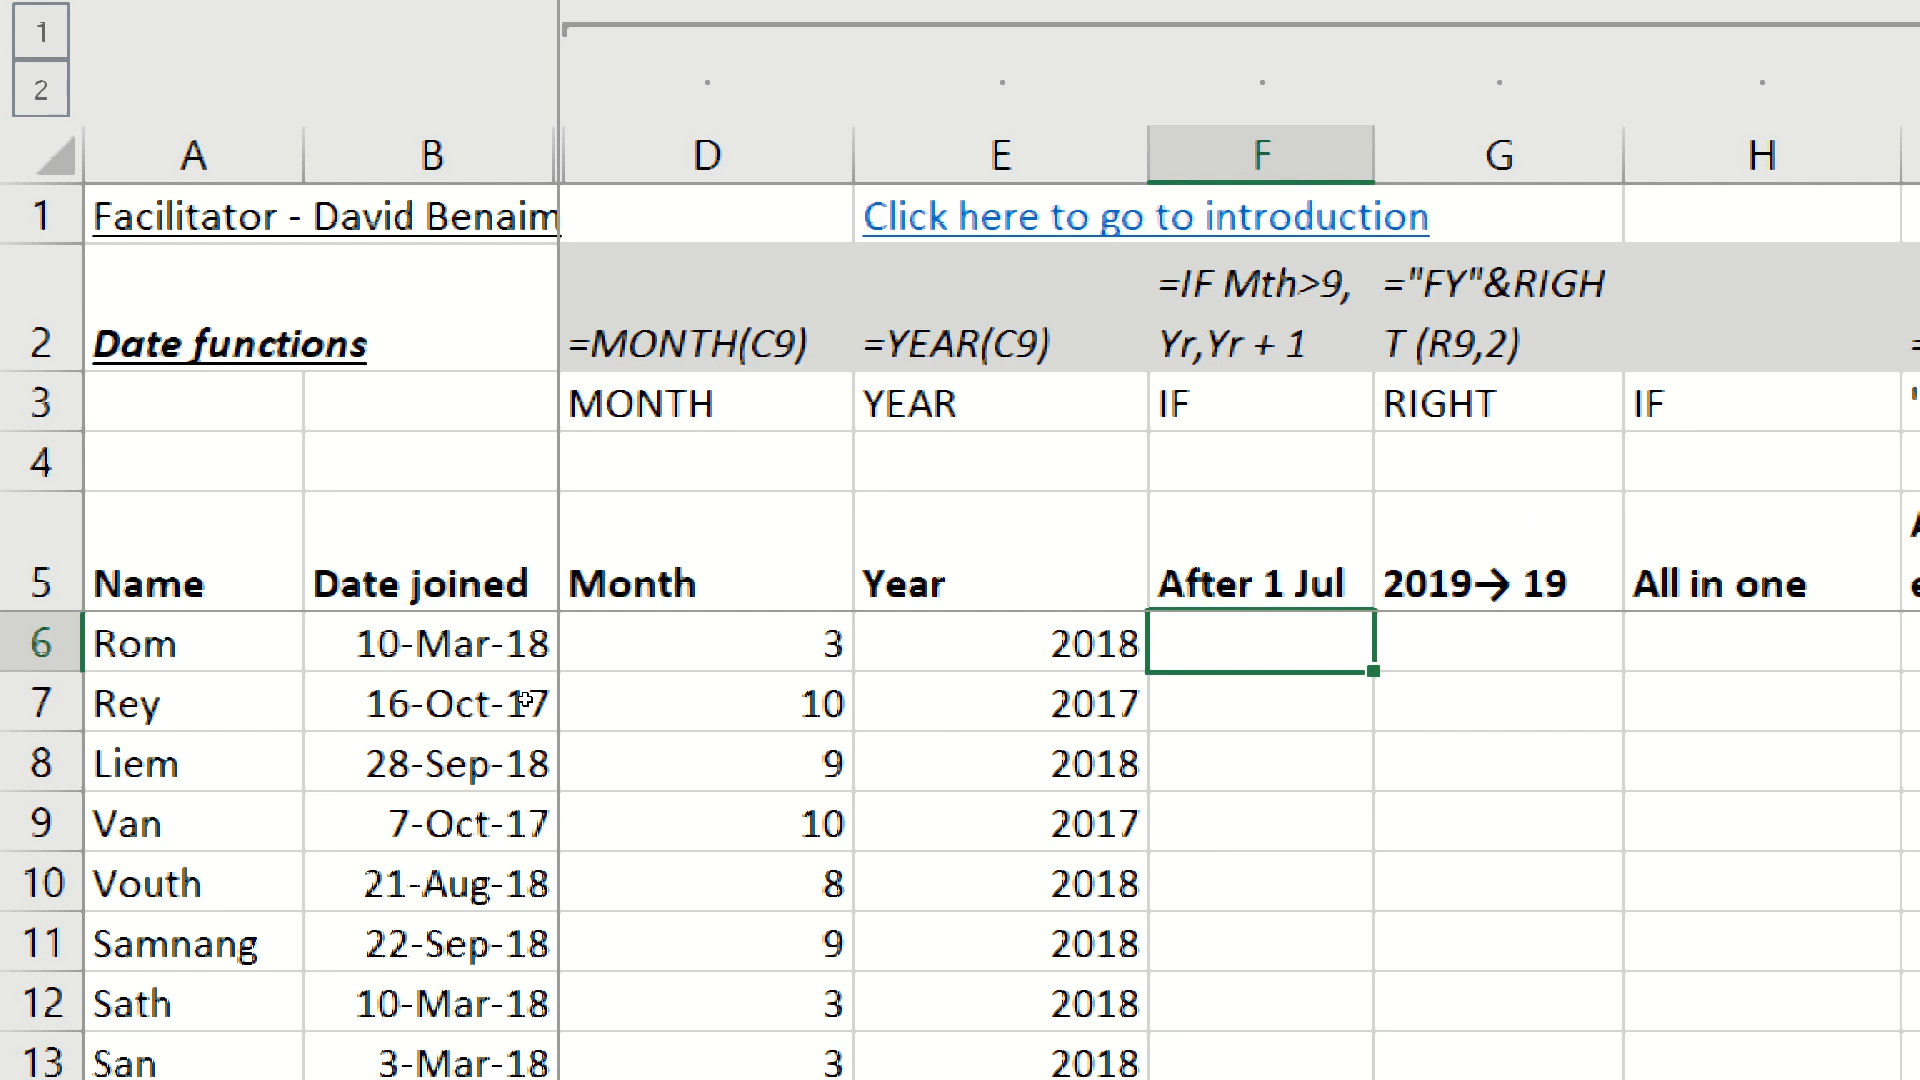 1
2
A B D E F G H
1 Facilitator - David Benaim Click here to go to introduction
=IF Mth>9, ="FY"&RIGH
2 Date functions =MONTH(C9) =YEAR(C9) Yr,Yr + 1 T (R9,2)
3 MONTH YEAR IF RIGHT IF
4
5 Name Date joined Month Year After 1 Jul 2019→ 19 All in one
6 Rom 10-Mar-18 3 2018
7 Rey 16-Oct-17 10 2017
8 Liem 28-Sep-18 9 2018
9 Van 7-Oct-17 10 2017
10 Vouth 21-Aug-18 8 2018
11 Samnang 22-Sep-18 9 2018
12 Sath 10-Mar-18 3 2018
13 San 3-Mar-18 3 2018